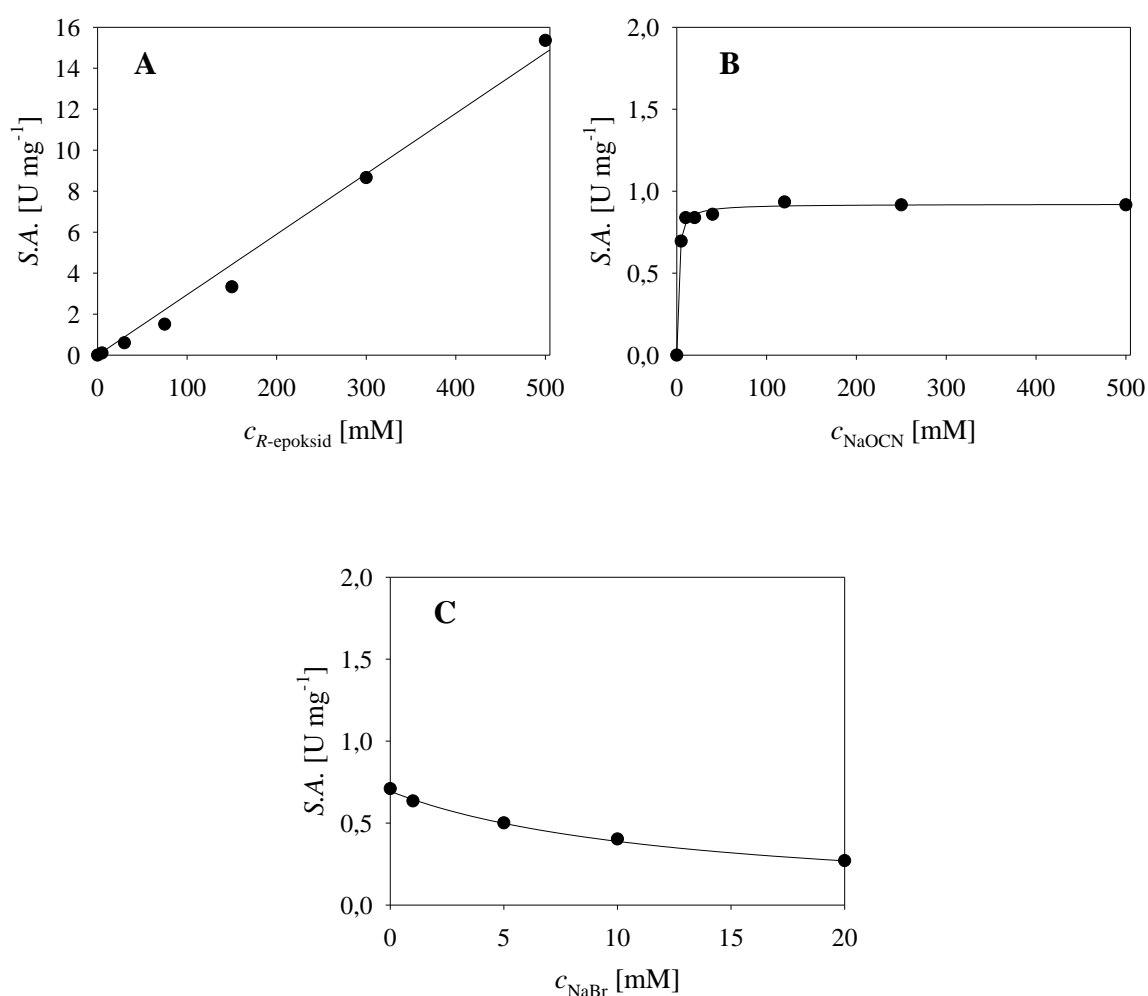 A
S.A. [U mg-1]
16
14
12
10
8
6
4
2
0
0 100 200 300 400 500
cR-epoksid [mM]
B
S.A. [U mg-1]
2,0
1,5
1,0
0,5
0,0
0 100 200 300 400 500
cNaOCN [mM]
C
S.A. [U mg-1]
2,0
1,5
1,0
0,5
0,0
0 5 10 15 20
cNaBr [mM]